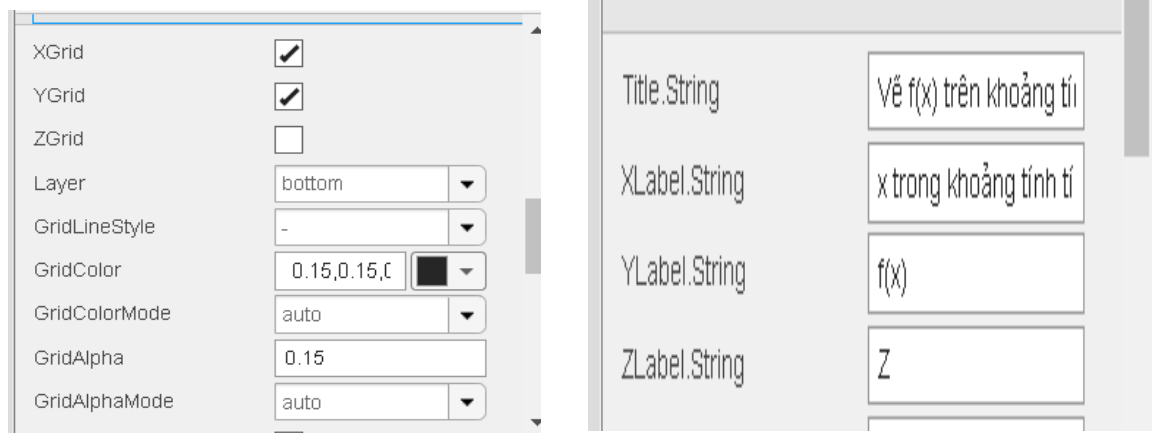 XGrid
YGrid
ZGrid
Layer bottom
GridLineStyle -
GridColor 0.15,0.15,0
GridColorMode auto
GridAlpha 0.15
GridAlphaMode auto
Title.String Vẽ f(x) trên khoảng tí
XLabel.String x trong khoảng tính tí
YLabel.String f(x)
ZLabel.String Z